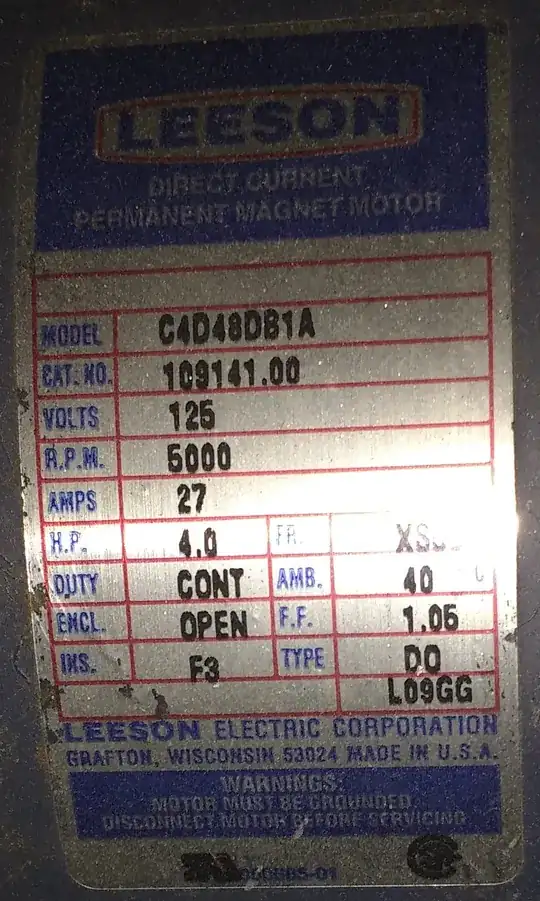 LEESON
DIRECT CURRENT
PERMANENT MAGNET MOTOR
MODEL C4D48DB1A
CAT. NO. 109141.00
VOLTS 125
R.P.M. 5000
AMPS 27
H.P. 4.0 FR.
DUTY CONT AMB. 40 °C
ENCL. OPEN F.F. 1.05
INS. F3 TYPE DO
L09GG
LEESON ELECTRIC CORPORATION
GRAFTON, WISCONSIN 53024 MADE IN U.S.A.
WARNINGS:
MOTOR MUST BE GROUNDED
DISCONNECT MOTOR BEFORE SERVICING